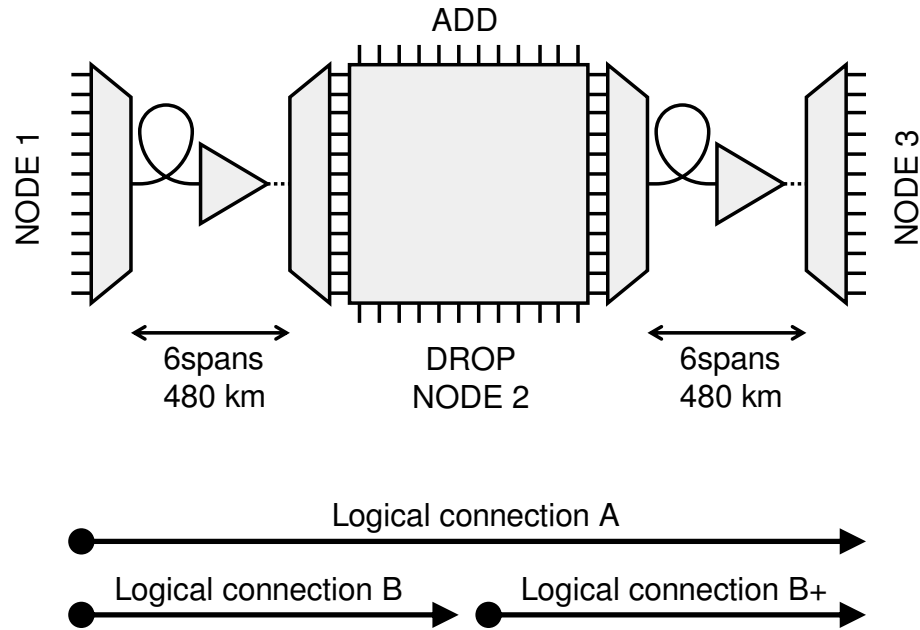 ADD
NODE 1
NODE 3
6spans
480 km
DROP
NODE 2
6spans
480 km
Logical connection A
Logical connection B
Logical connection B+